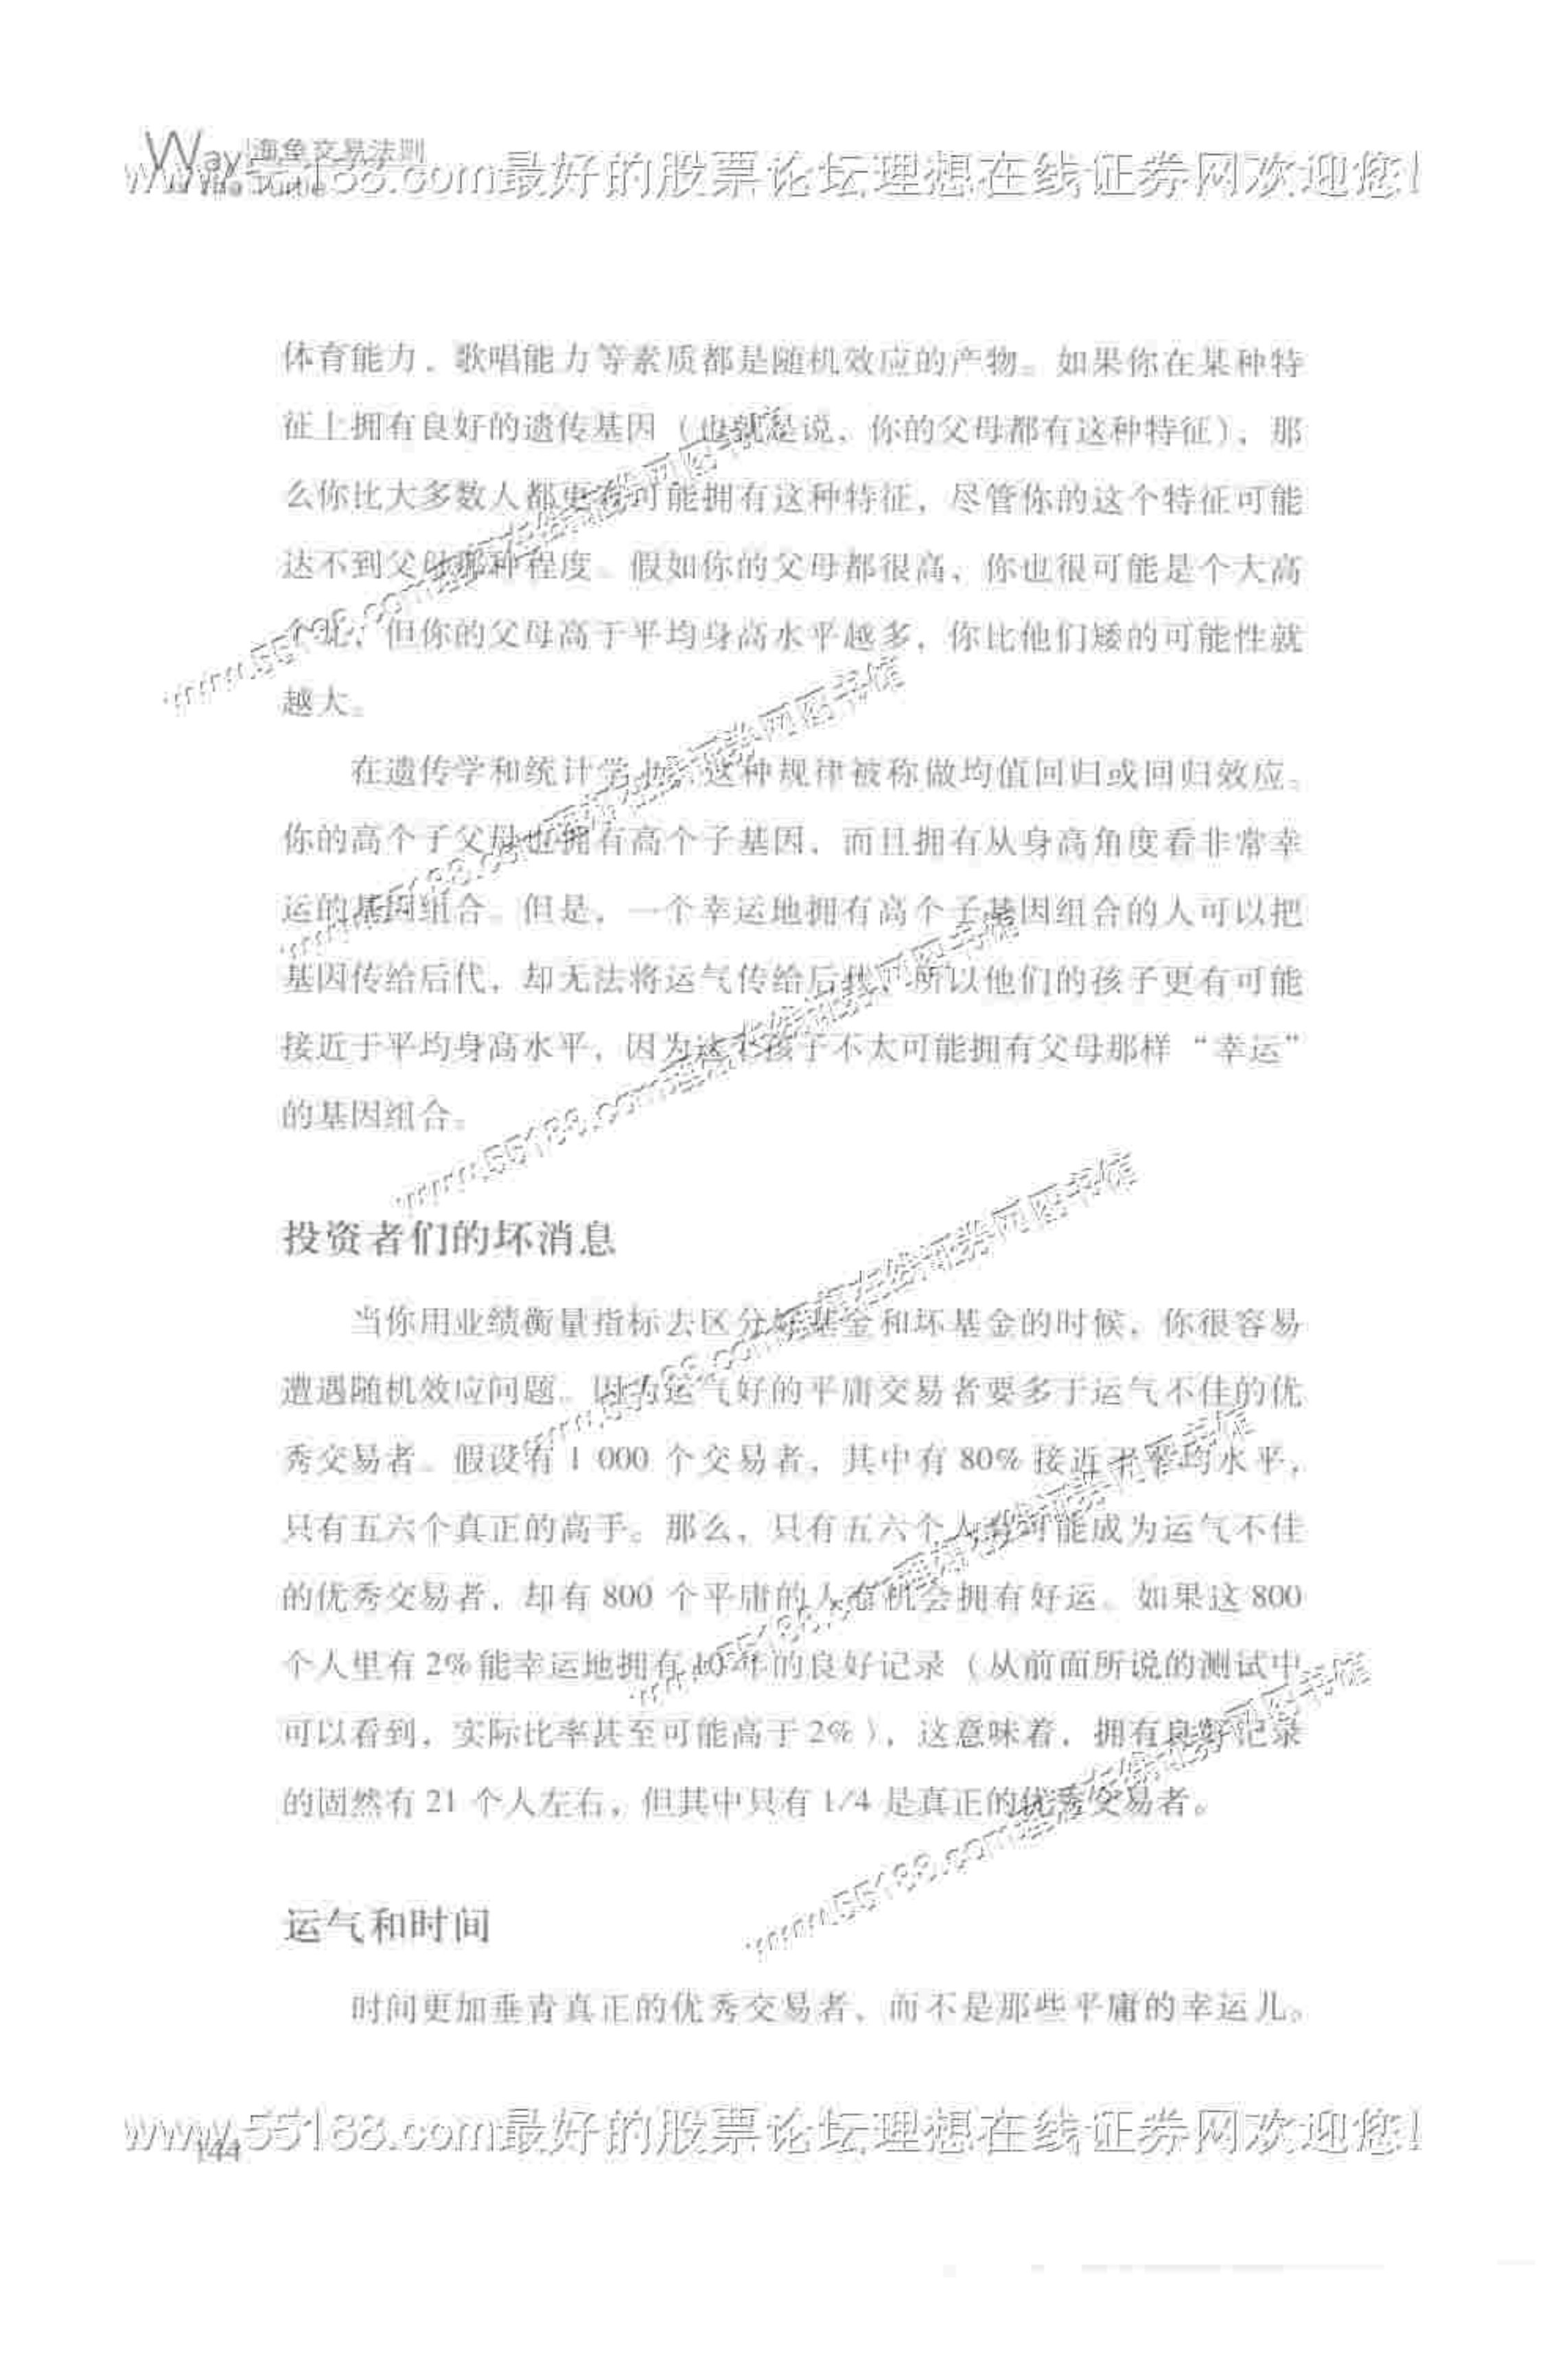 Way 海龟交易法则
of the Turtle
www.55188.com最好的股票论坛理想在线证券网欢迎您!
体育能力、歌唱能力等素质都是随机效应的产物。如果你在某种特
征上拥有良好的遗传基因（也就是说，你的父母都有这种特征），那
么你比大多数人都更有可能拥有这种特征，尽管你的这个特征可能
达不到父母那种程度。假如你的父母都很高，你也很可能是个大高
个儿，但你的父母高于平均身高水平越多，你比他们矮的可能性就
越大。
在遗传学和统计学上，这种规律被称做均值回归或回归效应。
你的高个子父母也拥有高个子基因，而且拥有从身高角度看非常幸
运的基因组合。但是，一个幸运地拥有高个子基因组合的人可以把
基因传给后代，却无法将运气传给后代，所以他们的孩子更有可能
接近于平均身高水平，因为这个孩子不太可能拥有父母那样“幸运”
的基因组合。
投资者们的坏消息
当你用业绩衡量指标去区分好基金和坏基金的时候，你很容易
遭遇随机效应问题。因为运气好的平庸交易者要多于运气不佳的优
秀交易者。假设有 1 000 个交易者，其中有 80% 接近于平均水平，
只有五六个真正的高手。那么，只有五六个人有可能成为运气不佳
的优秀交易者，却有 800 个平庸的人有机会拥有好运。如果这 800
个人里有 2% 能幸运地拥有 10 年的良好记录（从前面所说的测试中
可以看到，实际比率甚至可能高于 2%），这意味着，拥有良好记录
的固然有 21 个人左右，但其中只有 1/4 是真正的优秀交易者。
运气和时间
时间更加垂青真正的优秀交易者，而不是那些平庸的幸运儿。
www.55188.com最好的股票论坛理想在线证券网欢迎您!
144